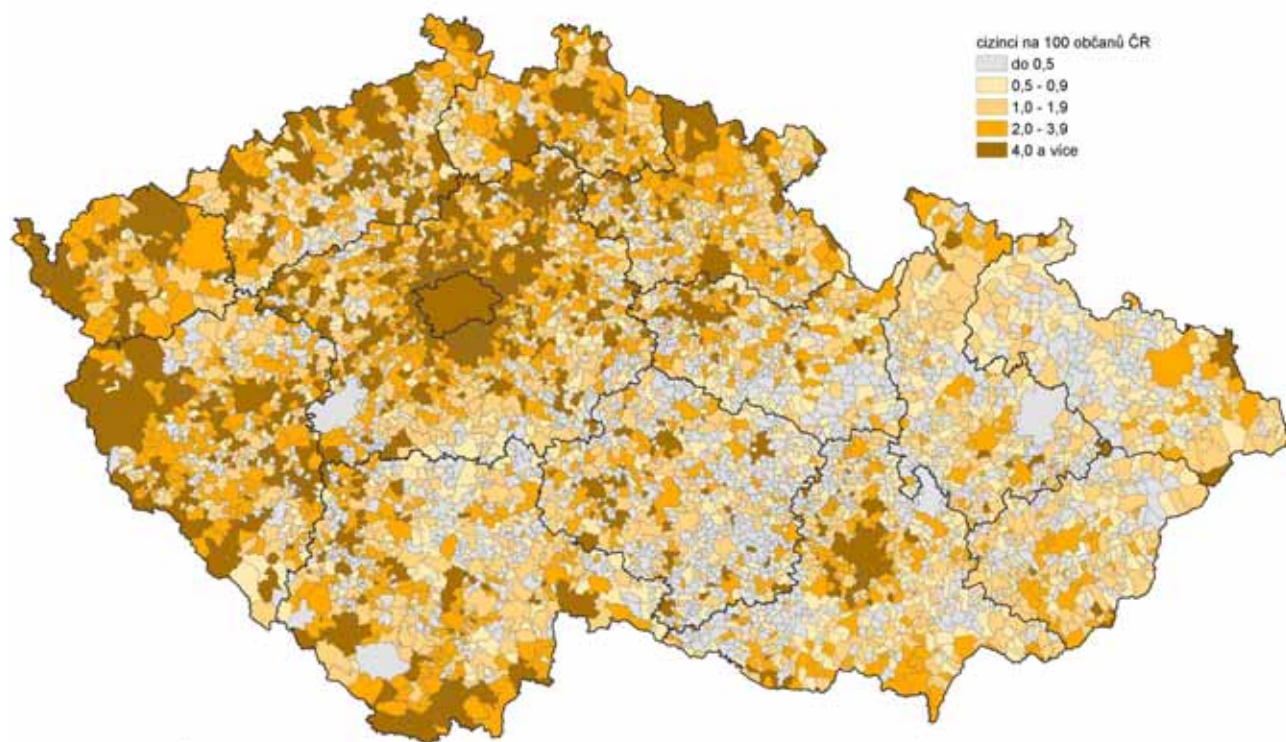 cizinci na 100 občanů ČR
do 0,5
0,5 - 0,9
1,0 - 1,9
2,0 - 3,9
4,0 a více